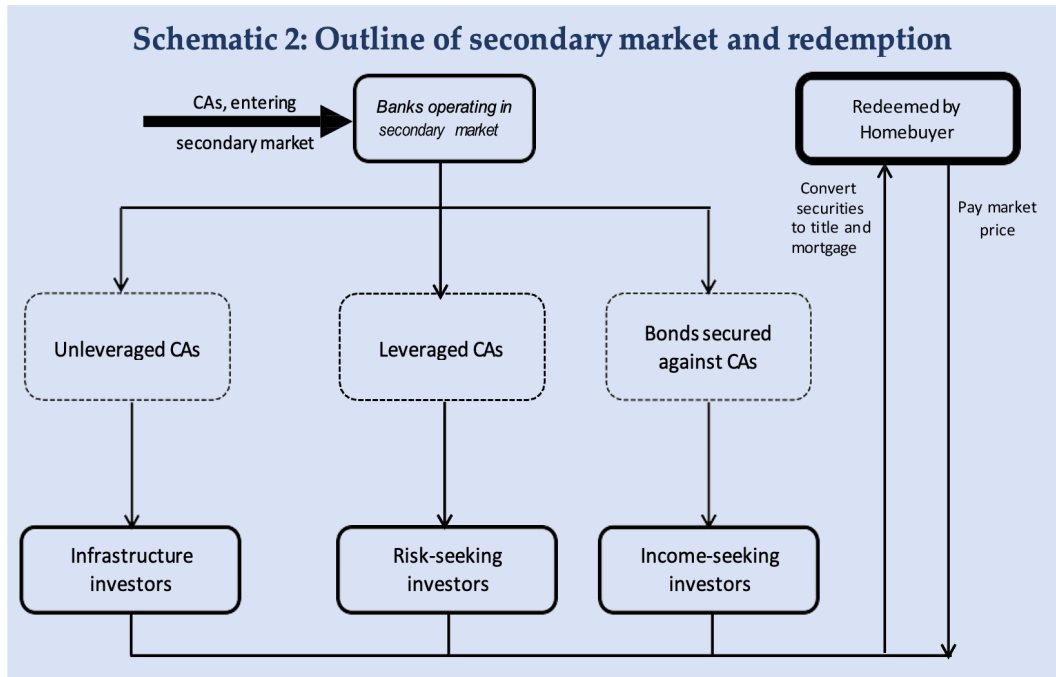 Schematic 2: Outline of secondary market and redemption
CAs, entering
secondary market
Banks operating in
secondary market
Redeemed by
Homebuyer
Convert
securities
to title and
mortgage
Pay market
price
Unleveraged CAs
Leveraged CAs
Bonds secured
against CAs
Infrastructure
investors
Risk-seeking
investors
Income-seeking
investors